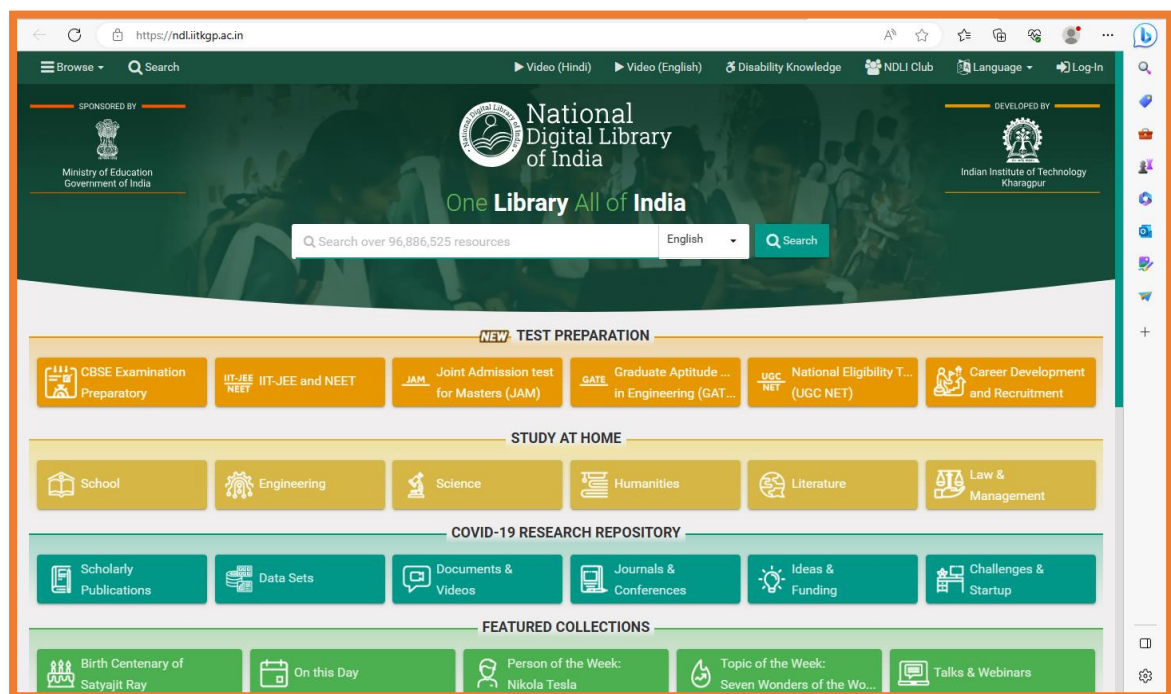 https://ndl.iitkgp.ac.in
Browse
Search
Video (Hindi)
Video (English)
Disability Knowledge
NDLI Club
Language
Log-In
SPONSORED BY
Ministry of Education
Government of India
National
Digital Library
of India
DEVELOPED BY
Indian Institute of Technology
Kharagpur
One Library All of India
Search over 96,886,525 resources
English
Search
NEW TEST PREPARATION
CBSE Examination
Preparatory
IIT-JEE
NEET
IIT-JEE and NEET
JAM
Joint Admission test
for Masters (JAM)
GATE
Graduate Aptitude ...
in Engineering (GAT...
UGC
NET
National Eligibility T...
(UGC NET)
Career Development
and Recruitment
STUDY AT HOME
School
Engineering
Science
Humanities
Literature
Law &
Management
COVID-19 RESEARCH REPOSITORY
Scholarly
Publications
Data Sets
Documents &
Videos
Journals &
Conferences
Ideas &
Funding
Challenges &
Startup
FEATURED COLLECTIONS
Birth Centenary of
Satyajit Ray
On this Day
Person of the Week:
Nikola Tesla
Topic of the Week:
Seven Wonders of the Wo...
Talks & Webinars